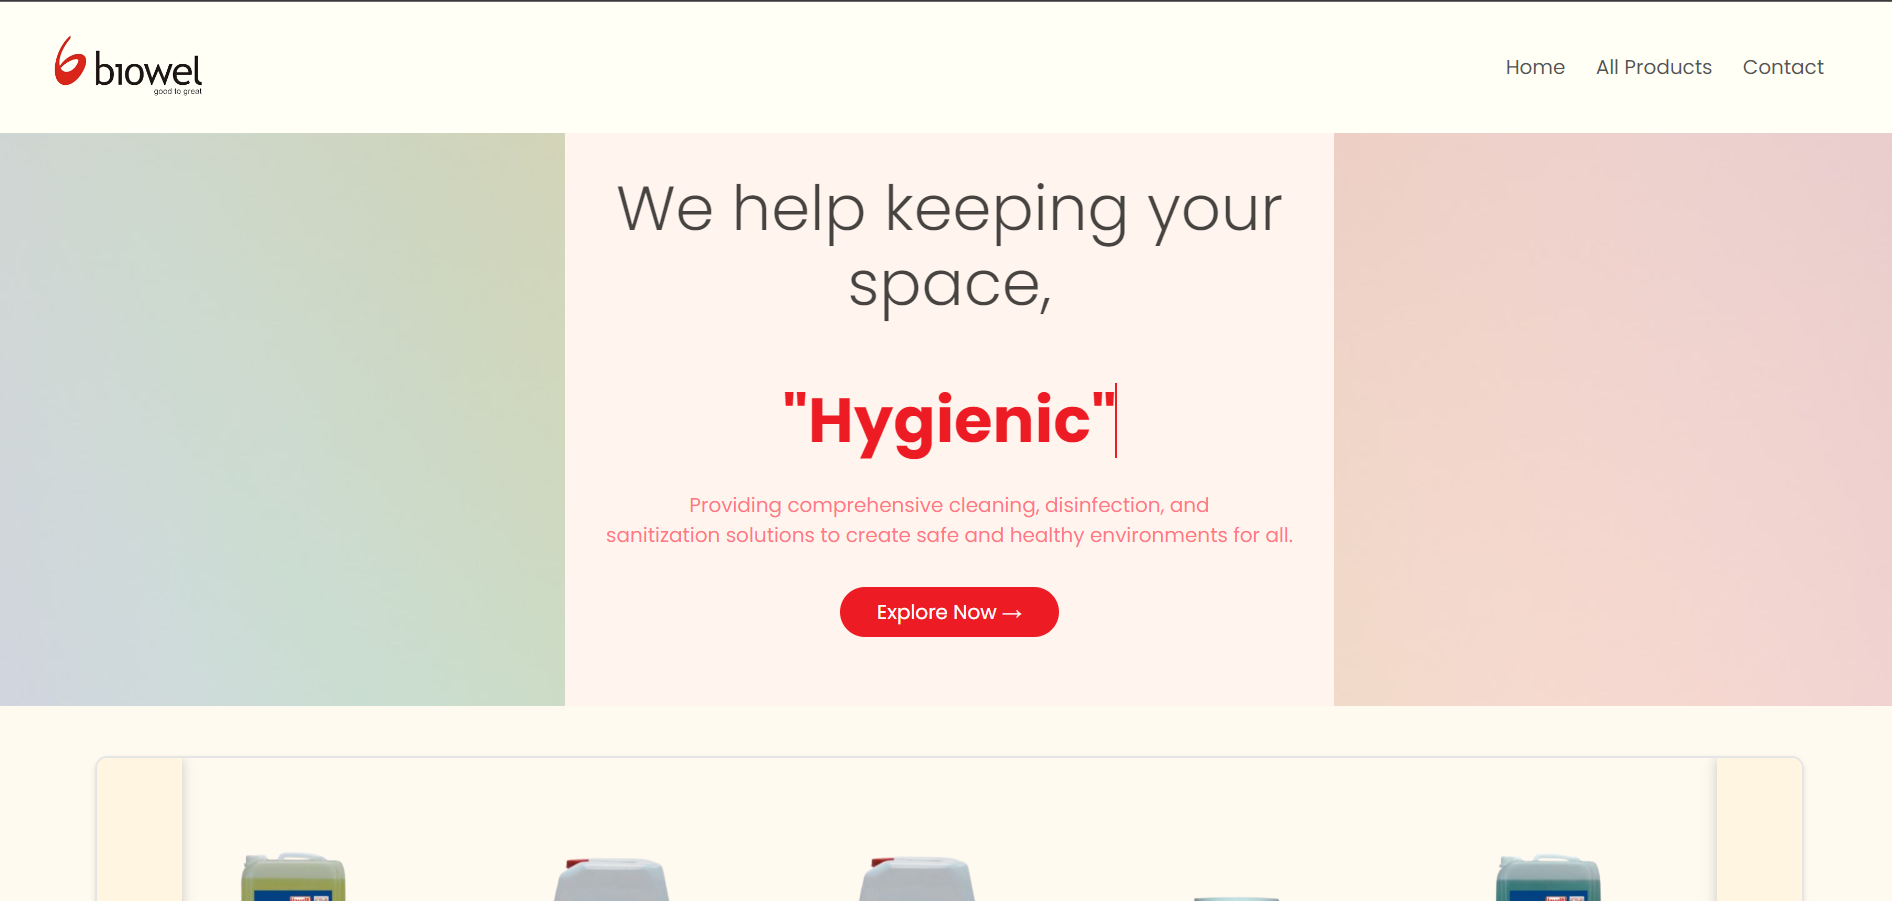 biowel
good to great
Home
All Products
Contact
We help keeping your
space,
"Hygienic"
Providing comprehensive cleaning, disinfection, and
sanitization solutions to create safe and healthy environments for all.
Explore Now →